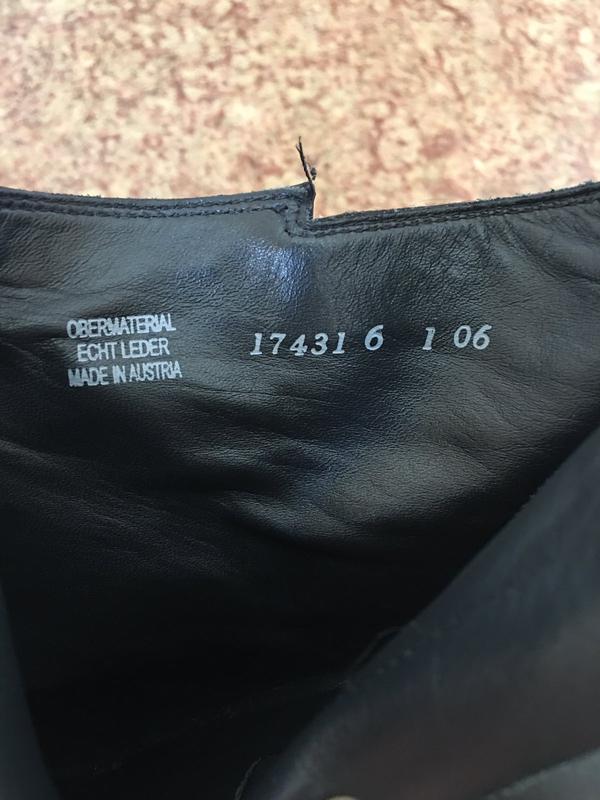 OBERMATERIAL
ECHT LEDER
MADE IN AUSTRIA
17431 6 1 06